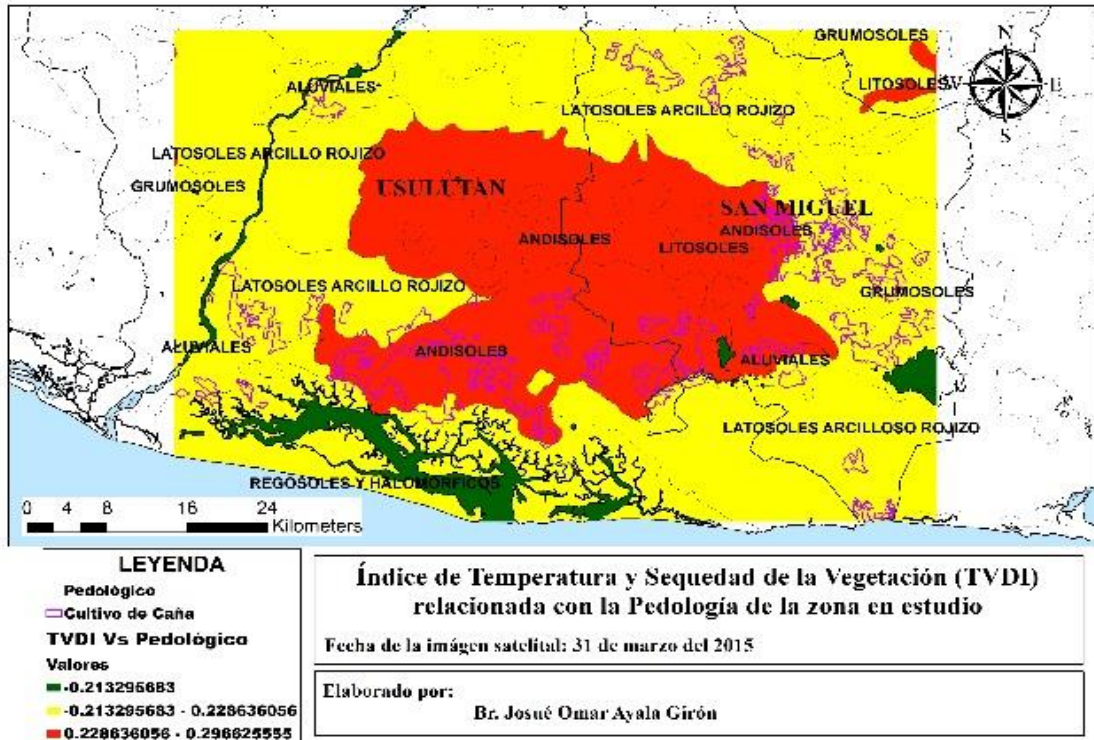 GRUMOSOLES
N
ALUVIALES
LITOSOLES
W
E
LATOSOLES ARCILLO ROJIZO
S
LATOSOLES ARCILLO ROJIZO
GRUMOSOLES
USULUTAN
SAN MIGUEL
ANDISOLES
ANDISOLES
LITOSOLES
LATOSOLES ARCILLO ROJIZO
GRUMOSOLES
ALUVIALES
ANDISOLES
ALUVIALES
LATOSOLES ARCILLOSO ROJIZO
REGOSOLES Y HALOMORFICOS
0 4 8 16 24
Kilometers
LEYENDA
Pedológico
Cultivo de Caña
TVDI Vs Pedológico
Valores
-0.213295683
-0.213295683 - 0.228636056
0.228636056 - 0.298625555
Índice de Temperatura y Sequedad de la Vegetación (TVDI)
relacionada con la Pedología de la zona en estudio
Fecha de la imágen satelital: 31 de marzo del 2015
Elaborado por:
Br. Josué Omar Ayala Girón